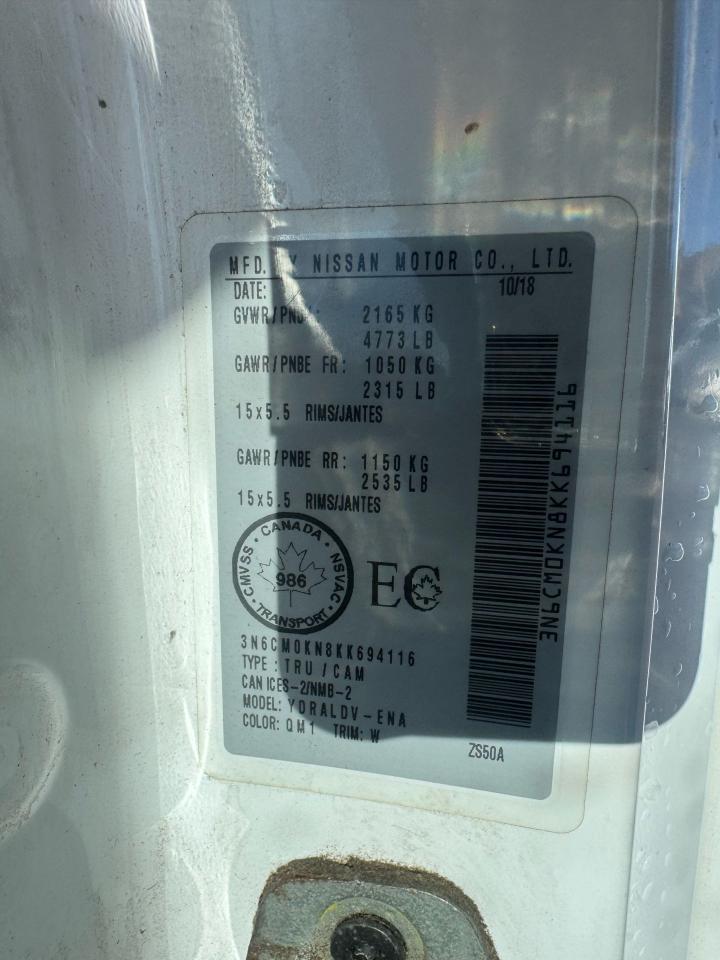 MFD. BY NISSAN MOTOR CO., LTD.
DATE: 10/18
GVWR/PNBV: 2165 KG
4773 LB
GAWR/PNBE FR: 1050 KG
2315 LB
15x5.5 RIMS/JANTES
GAWR/PNBE RR: 1150 KG
2535 LB
15x5.5 RIMS/JANTES
CANADA · NSVAC · TRANSPORT · CMVSS ·
986
EC
3N6CM0KN8KK694116
TYPE: TRU/CAM
CAN ICES-2/NMB-2
MODEL: YDRALDV-ENA
COLOR: QM1 TRIM: W
ZS50A
3N6CM0KN8KK694116